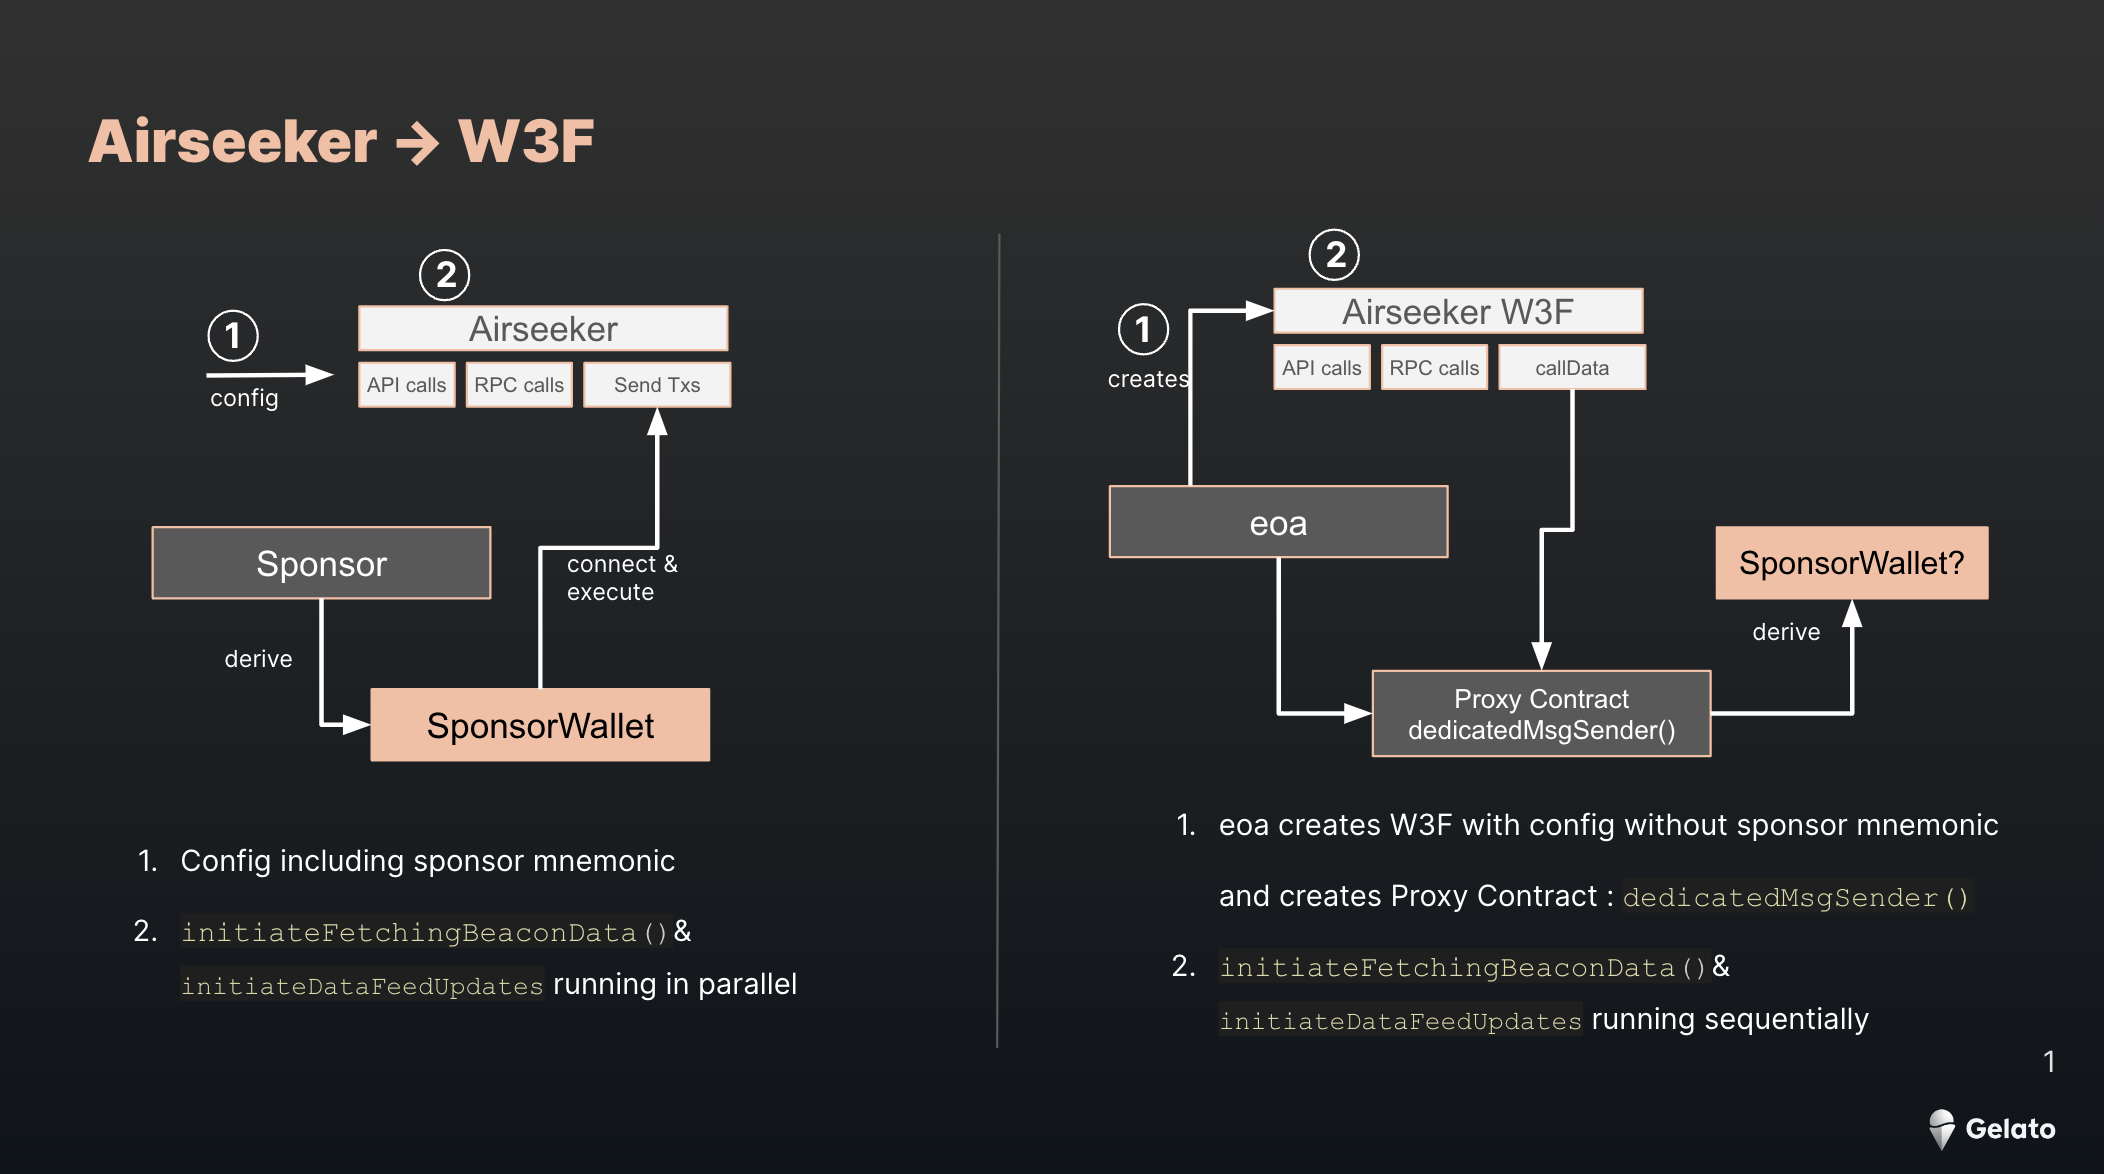 Airseeker → W3F
2
1
config
Airseeker
API calls
RPC calls
Send Txs
Sponsor
connect &
execute
derive
SponsorWallet
1. Config including sponsor mnemonic
2. initiateFetchingBeaconData()&
initiateDataFeedUpdates running in parallel
2
1
creates
Airseeker W3F
API calls
RPC calls
callData
eoa
SponsorWallet?
derive
Proxy Contract
dedicatedMsgSender()
1. eoa creates W3F with config without sponsor mnemonic
and creates Proxy Contract : dedicatedMsgSender()
2. initiateFetchingBeaconData()&
initiateDataFeedUpdates running sequentially
1
Gelato